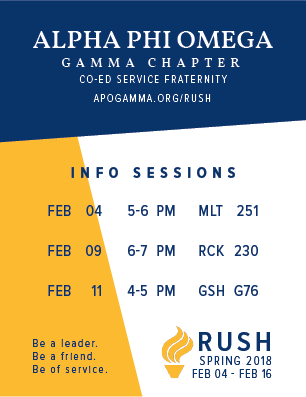 ALPHA PHI OMEGA
GAMMA CHAPTER
CO-ED SERVICE FRATERNITY
APOGAMMA.ORG/RUSH
INFO SESSIONS
FEB 04 5-6 PM MLT 251
FEB 09 6-7 PM RCK 230
FEB 11 4-5 PM GSH G76
Be a leader.
Be a friend.
Be of service.
RUSH
SPRING 2018
FEB 04 - FEB 16